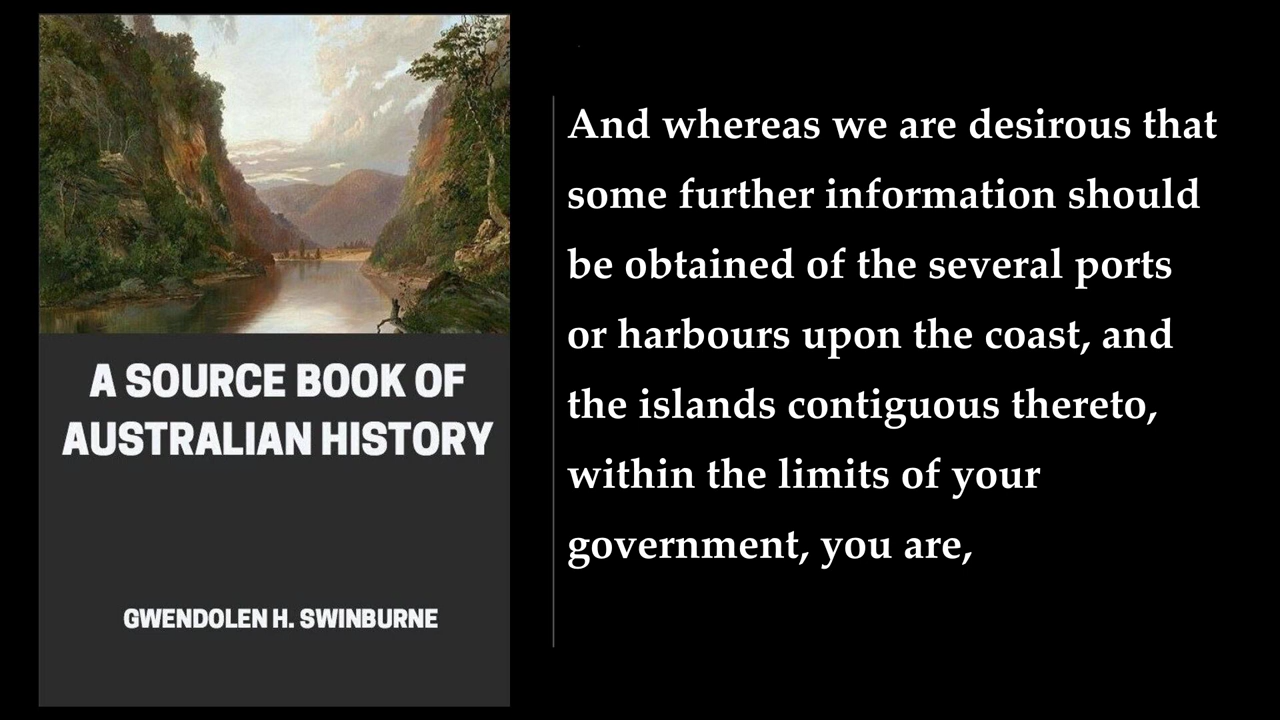 A SOURCE BOOK OF
AUSTRALIAN HISTORY
GWENDOLEN H. SWINBURNE
And whereas we are desirous that
some further information should
be obtained of the several ports
or harbours upon the coast, and
the islands contiguous thereto,
within the limits of your
government, you are,